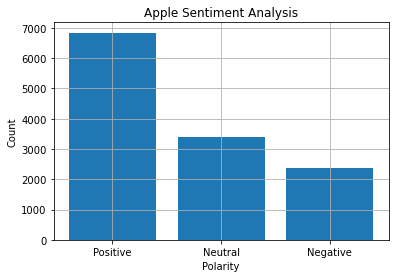 Apple Sentiment Analysis
7000
6000
5000
4000
3000
2000
1000
0
Count
Positive Neutral Negative
Polarity